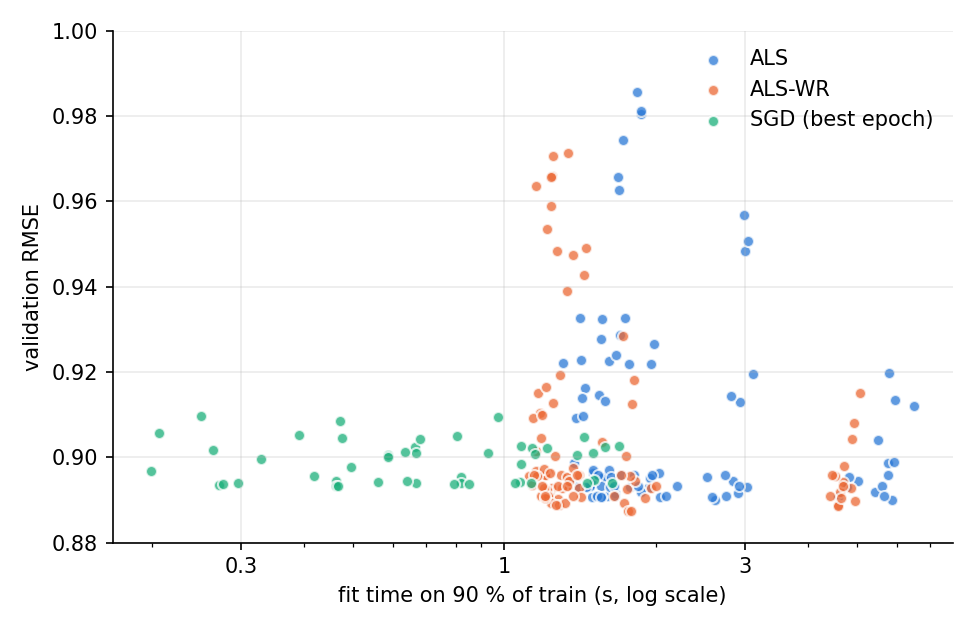 1.00
0.98
0.96
0.94
0.92
0.90
0.88
validation RMSE
ALS
ALS-WR
SGD (best epoch)
0.3
1
3
fit time on 90 % of train (s, log scale)